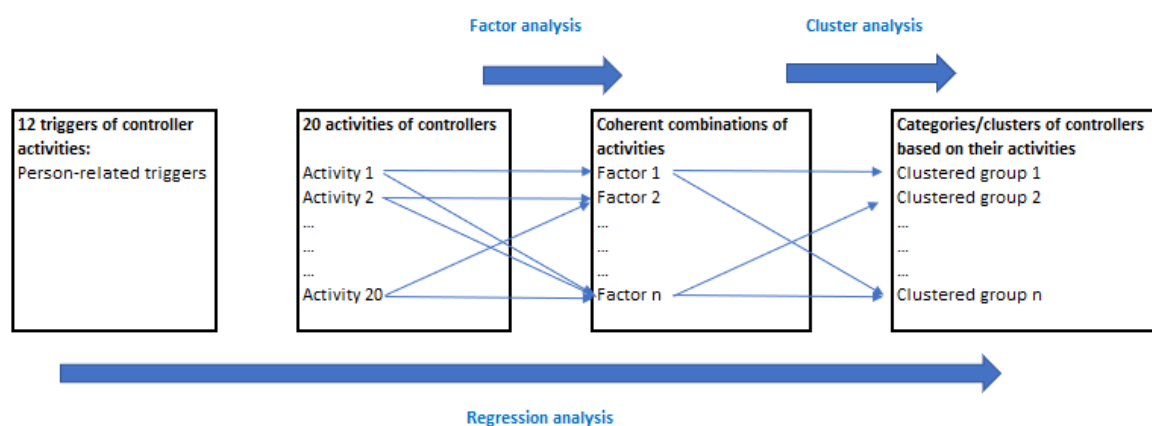 Factor analysis
Cluster analysis
12 triggers of controller
activities:
Person-related triggers
20 activities of controllers
Activity 1
Activity 2
...
...
...
Activity 20
Coherent combinations of
activities
Factor 1
Factor 2
...
...
...
Factor n
Categories/clusters of controllers
based on their activities
Clustered group 1
Clustered group 2
...
...
...
Clustered group n
Regression analysis